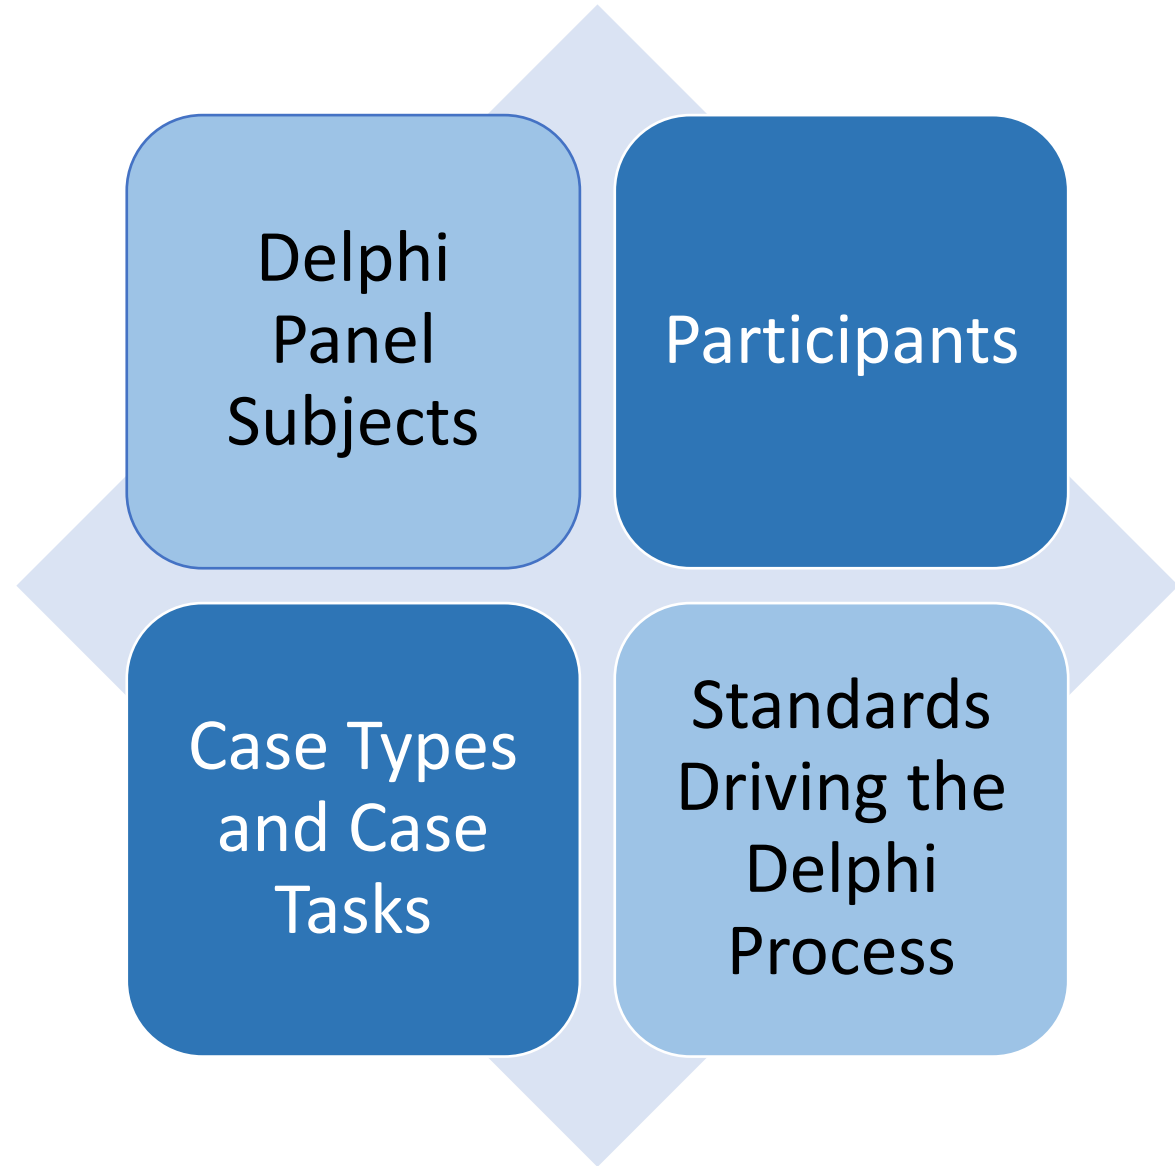 Delphi
Panel
Subjects
Participants
Case Types
and Case
Tasks
Standards
Driving the
Delphi
Process